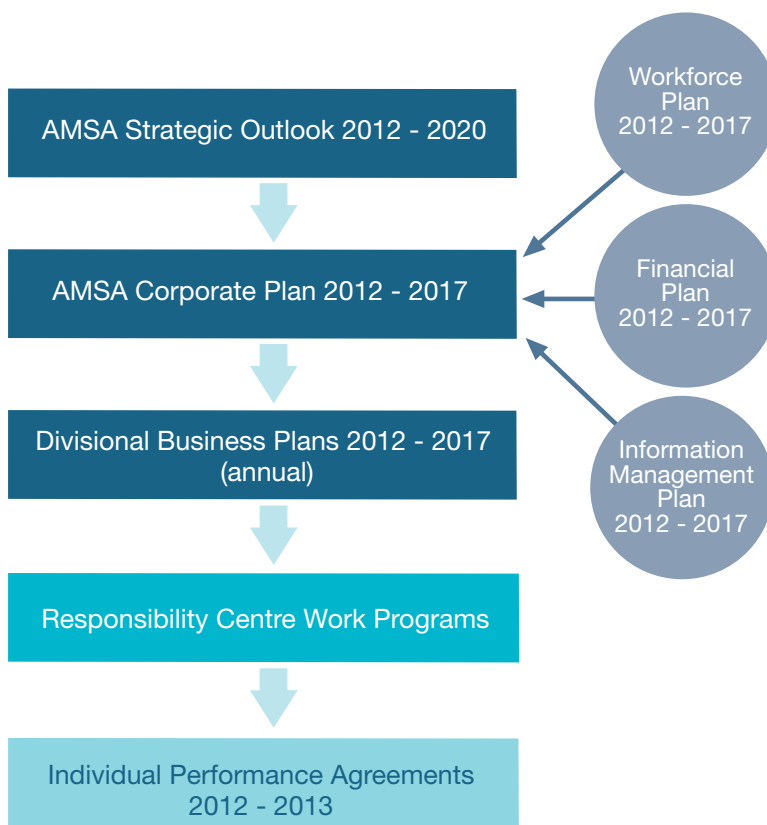 AMSA Strategic Outlook 2012 - 2020
AMSA Corporate Plan 2012 - 2017
Divisional Business Plans 2012 - 2017
(annual)
Responsibility Centre Work Programs
Individual Performance Agreements
2012 - 2013
Workforce
Plan
2012 - 2017
Financial
Plan
2012 - 2017
Information
Management
Plan
2012 - 2017